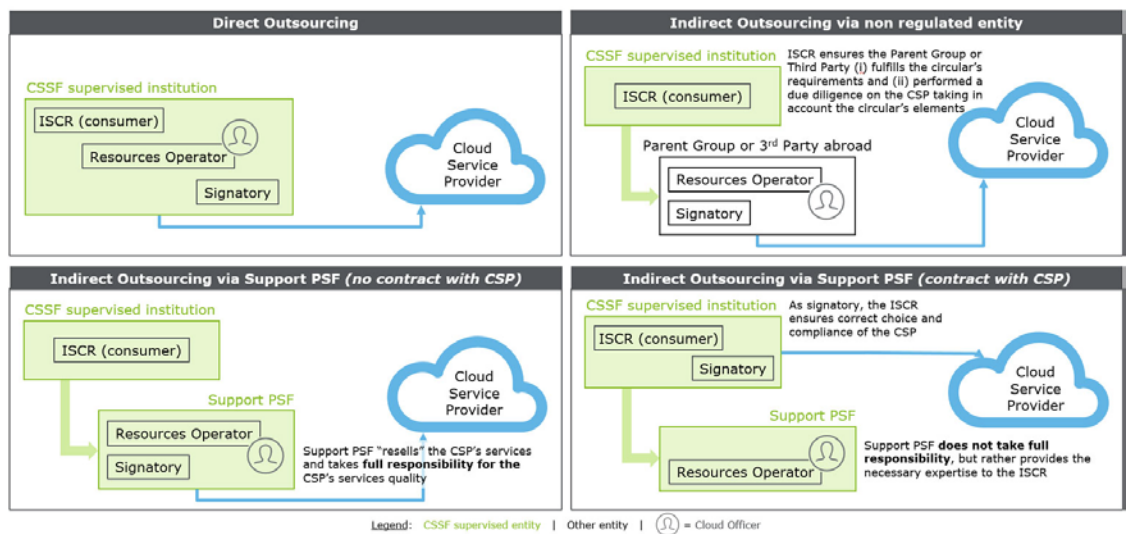 Direct Outsourcing
CSSF supervised institution
ISCR (consumer)
Resources Operator
Signatory
Cloud
Service
Provider
Indirect Outsourcing via non regulated entity
CSSF supervised institution
ISCR (consumer)
ISCR ensures the Parent Group or
Third Party (i) fulfills the circular's
requirements and (ii) performed a
due diligence on the CSP taking in
account the circular's elements
Parent Group or 3rd Party abroad
Resources Operator
Signatory
Cloud
Service
Provider
Indirect Outsourcing via Support PSF (no contract with CSP)
CSSF supervised institution
ISCR (consumer)
Support PSF
Resources Operator
Signatory
Support PSF "resells" the CSP's services
and takes full responsibility for the
CSP's services quality
Cloud
Service
Provider
Indirect Outsourcing via Support PSF (contract with CSP)
CSSF supervised institution
ISCR (consumer)
Signatory
As signatory, the ISCR
ensures correct choice and
compliance of the CSP
Cloud
Service
Provider
Support PSF
Resources Operator
Support PSF does not take full
responsibility, but rather provides the
necessary expertise to the ISCR
Legend: CSSF supervised entity | Other entity | = Cloud Officer